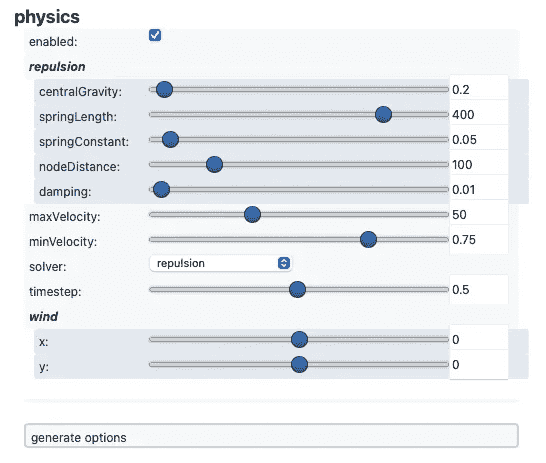 physics
enabled:
repulsion
centralGravity: 0.2
springLength: 400
springConstant: 0.05
nodeDistance: 100
damping: 0.01
maxVelocity: 50
minVelocity: 0.75
solver: repulsion
timestep: 0.5
wind
x: 0
y: 0
generate options